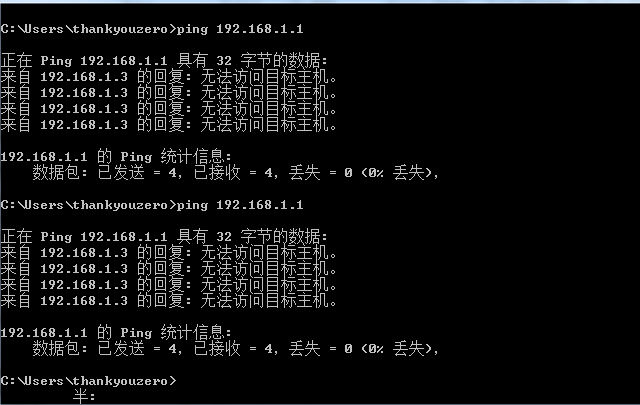 C:\Users\thankyouzero>ping 192.168.1.1
正在 Ping 192.168.1.1 具有 32 字节的数据:
来自 192.168.1.3 的回复: 无法访问目标主机。
来自 192.168.1.3 的回复: 无法访问目标主机。
来自 192.168.1.3 的回复: 无法访问目标主机。
来自 192.168.1.3 的回复: 无法访问目标主机。
192.168.1.1 的 Ping 统计信息:
数据包: 已发送 = 4, 已接收 = 4, 丢失 = 0 (0% 丢失),
C:\Users\thankyouzero>ping 192.168.1.1
正在 Ping 192.168.1.1 具有 32 字节的数据:
来自 192.168.1.3 的回复: 无法访问目标主机。
来自 192.168.1.3 的回复: 无法访问目标主机。
来自 192.168.1.3 的回复: 无法访问目标主机。
来自 192.168.1.3 的回复: 无法访问目标主机。
192.168.1.1 的 Ping 统计信息:
数据包: 已发送 = 4, 已接收 = 4, 丢失 = 0 (0% 丢失),
C:\Users\thankyouzero>
半: